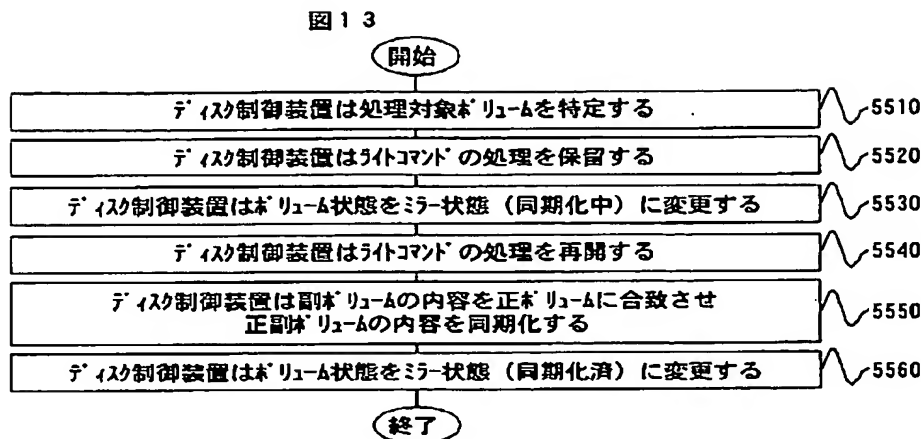 図１３
開始
ディスク制御装置は処理対象ボリュームを特定する
5510
ディスク制御装置はライトコマンドの処理を保留する
5520
ディスク制御装置はボリューム状態をミラー状態（同期化中）に変更する
5530
ディスク制御装置はライトコマンドの処理を再開する
5540
ディスク制御装置は副ボリュームの内容を正ボリュームに合致させ
正副ボリュームの内容を同期化する
5550
ディスク制御装置はボリューム状態をミラー状態（同期化済）に変更する
5560
終了